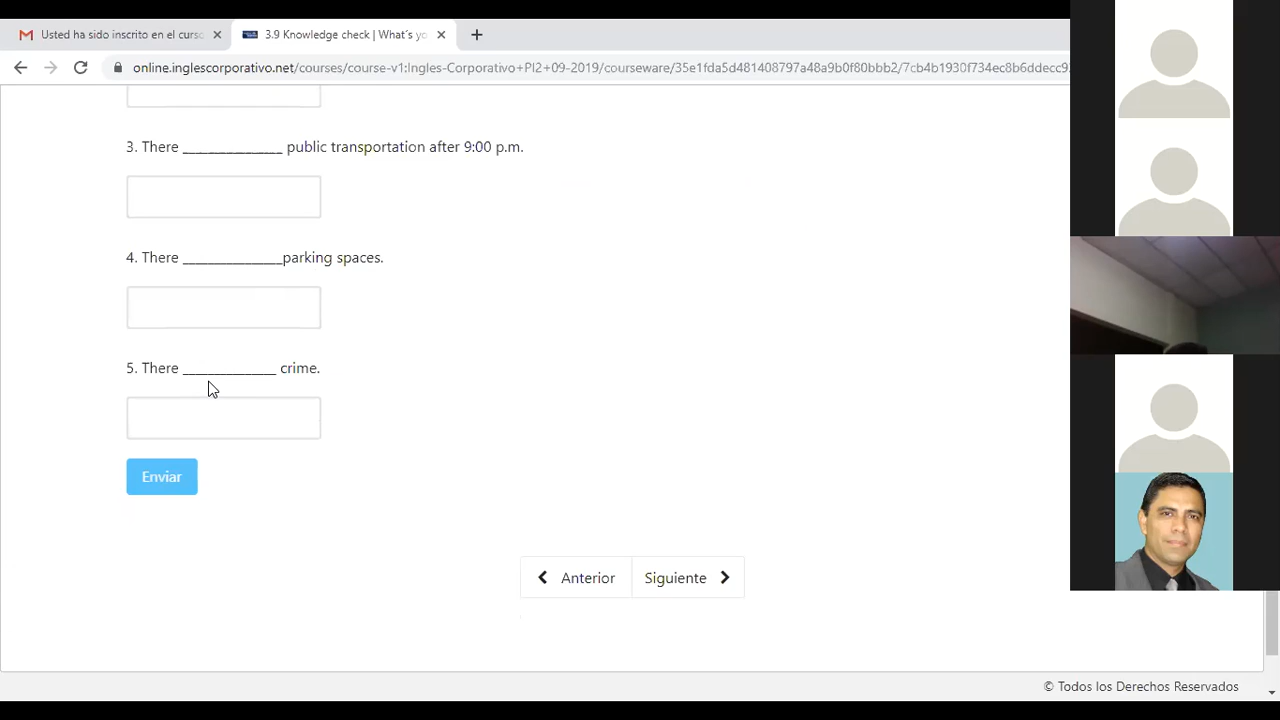 Usted ha sido inscrito en el curso
3.9 Knowledge check | What's yo
online.inglescorporativo.net/courses/course-v1:Ingles-Corporativo+PI2+09-2019/courseware/35e1fda5d481408797a48a9b0f80bbb2/7cb4b1930f734ec8b6ddecc9
3. There _____________ public transportation after 9:00 p.m.
4. There _____________parking spaces.
5. There ____________ crime.
Enviar
Anterior
Siguiente
© Todos los Derechos Reservados